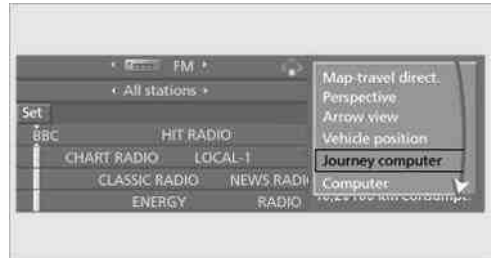 FM
All stations
Set
BBC HIT RADIO
CHART RADIO LOCAL-1
CLASSIC RADIO NEWS RADI
ENERGY RADIO
Map-travel direct.
Perspective
Arrow view
Vehicle position
Journey computer
Computer